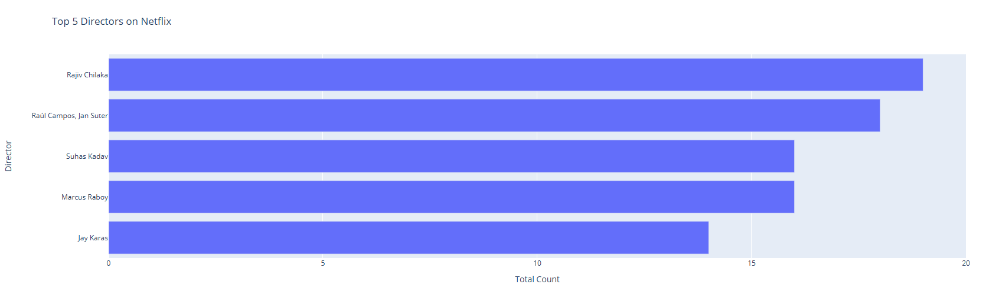 Top 5 Directors on Netflix
Director
Rajiv Chilaka
Raúl Campos, Jan Suter
Suhas Kadav
Marcus Raboy
Jay Karas
0 5 10 15 20
Total Count